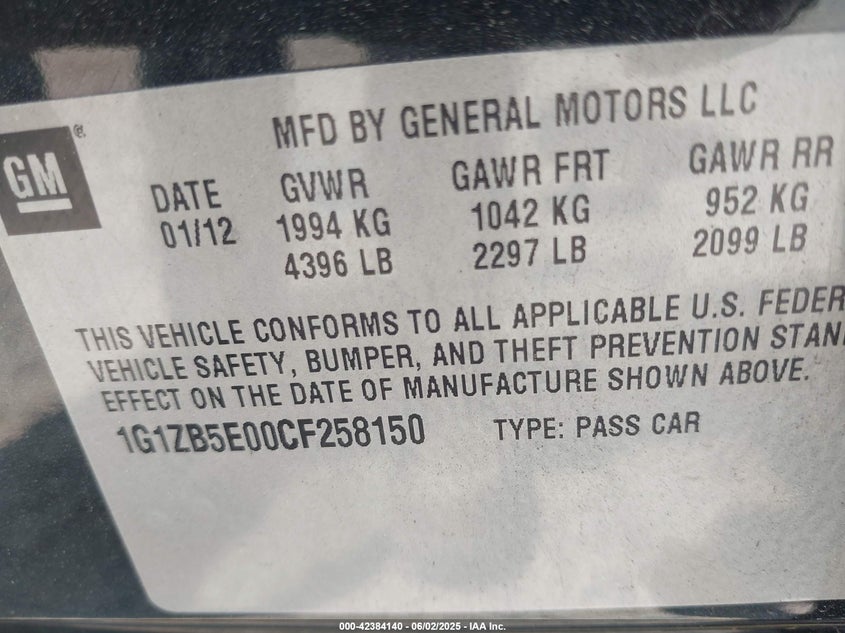 MFD BY GENERAL MOTORS LLC
GM®
DATE GVWR GAWR FRT GAWR RR
01/12 1994 KG 1042 KG 952 KG
4396 LB 2297 LB 2099 LB
THIS VEHICLE CONFORMS TO ALL APPLICABLE U.S. FEDER
VEHICLE SAFETY, BUMPER, AND THEFT PREVENTION STAN
EFFECT ON THE DATE OF MANUFACTURE SHOWN ABOVE.
1G1ZB5E00CF258150 TYPE: PASS CAR
000-42384140 - 06/02/2025 - IAA Inc.